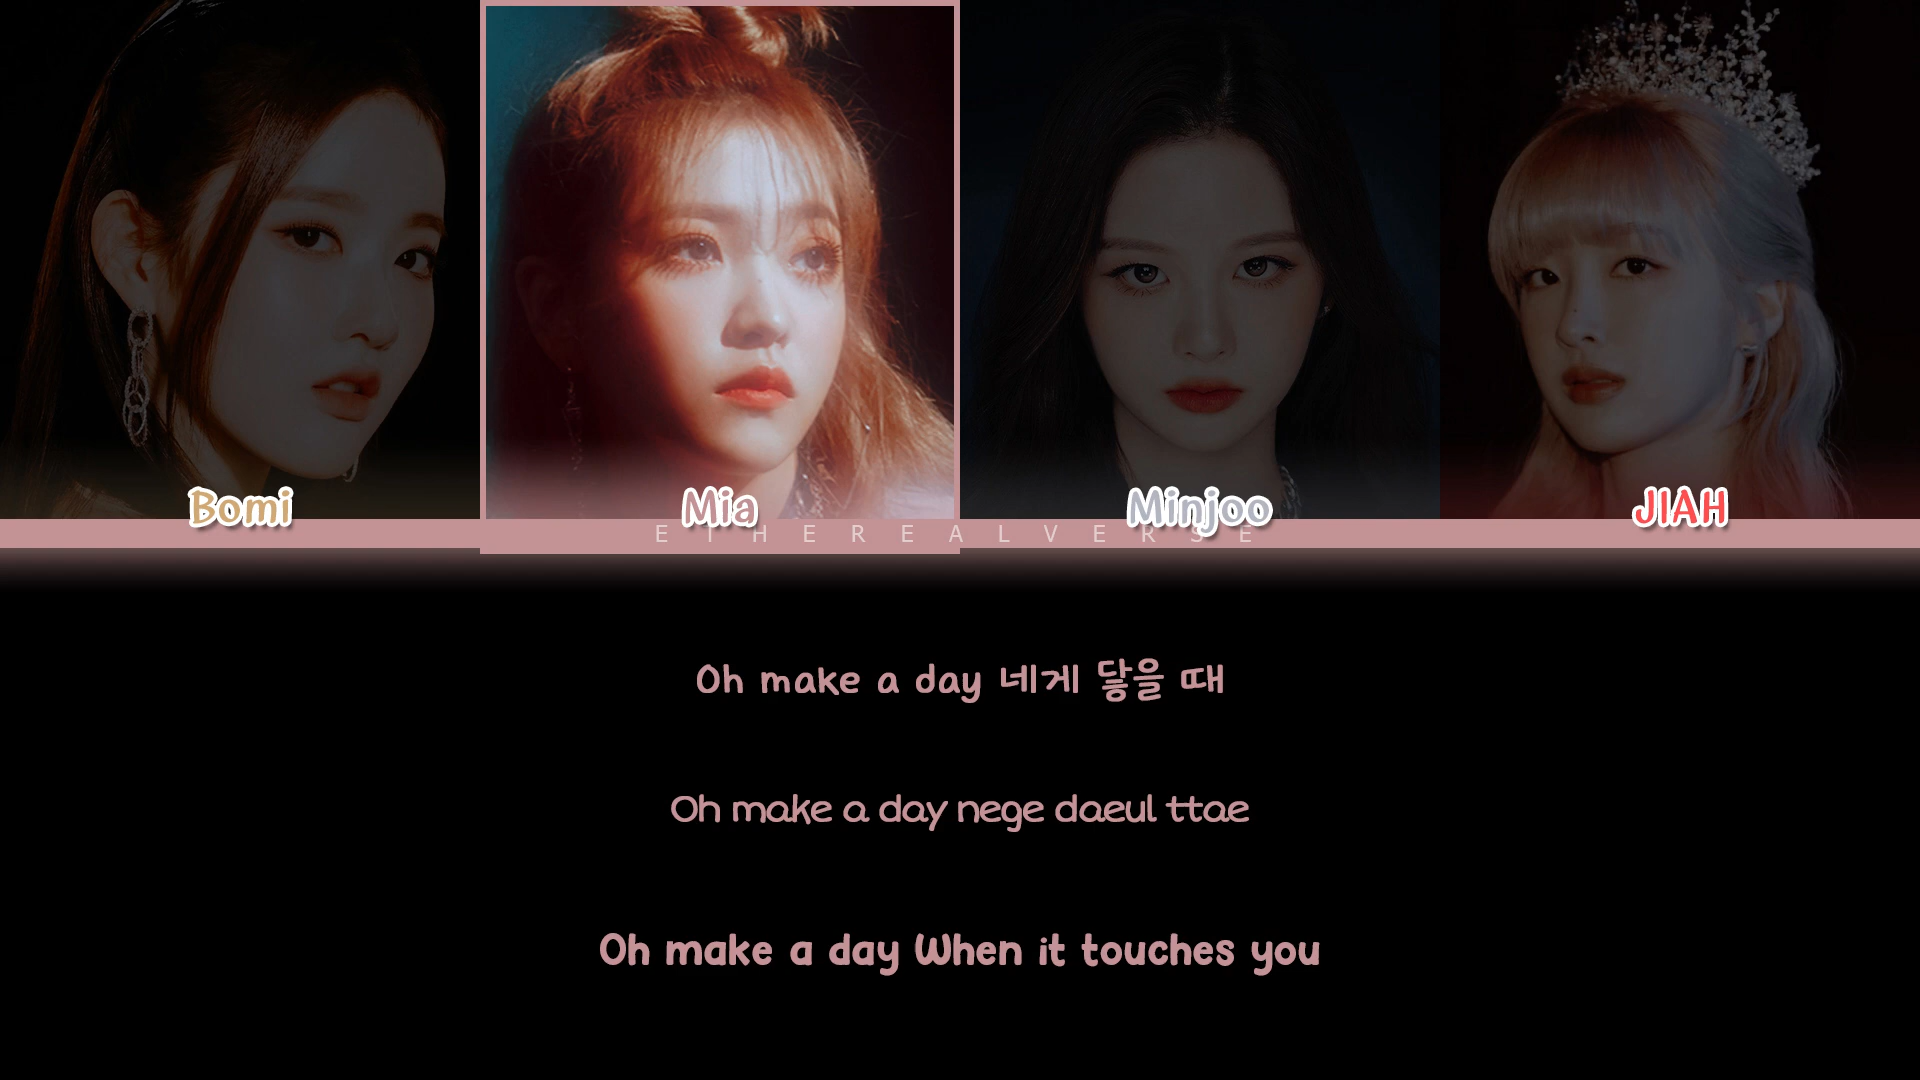 Bomi
Mia
Minjoo
JIAH
ETHEREALVERSE
Oh make a day 네게 닿을 때
Oh make a day nege daeul ttae
Oh make a day When it touches you